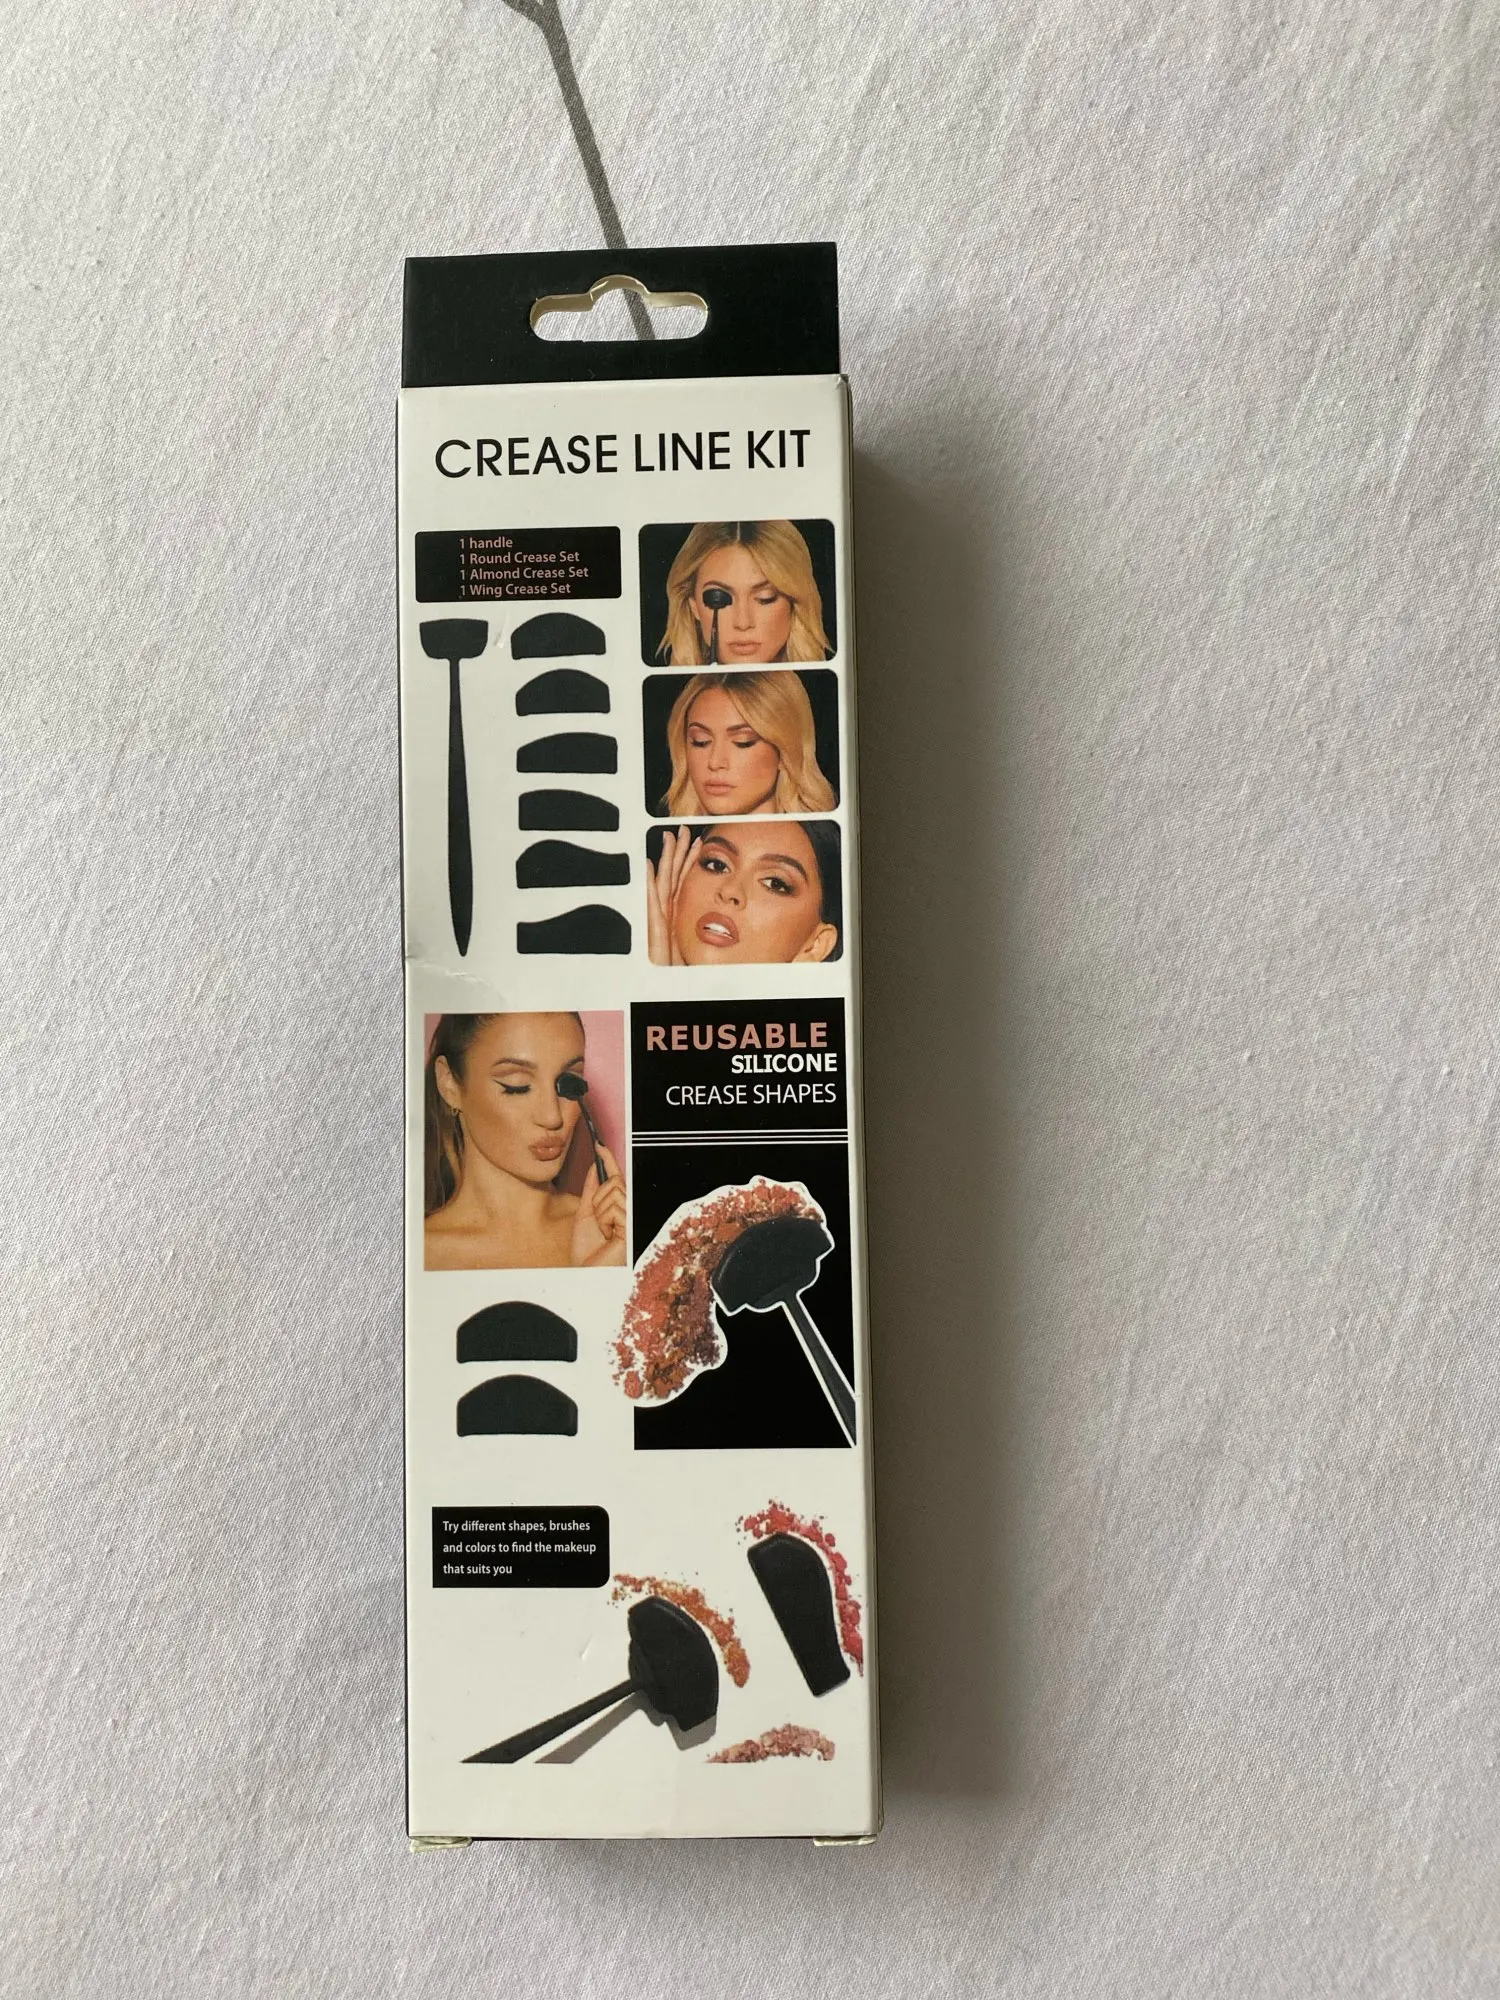 CREASE LINE KIT
1 handle
1 Round Crease Set
1 Almond Crease Set
1 Wing Crease Set
REUSABLE
SILICONE
CREASE SHAPES
Try different shapes, brushes
and colors to find the makeup
that suits you